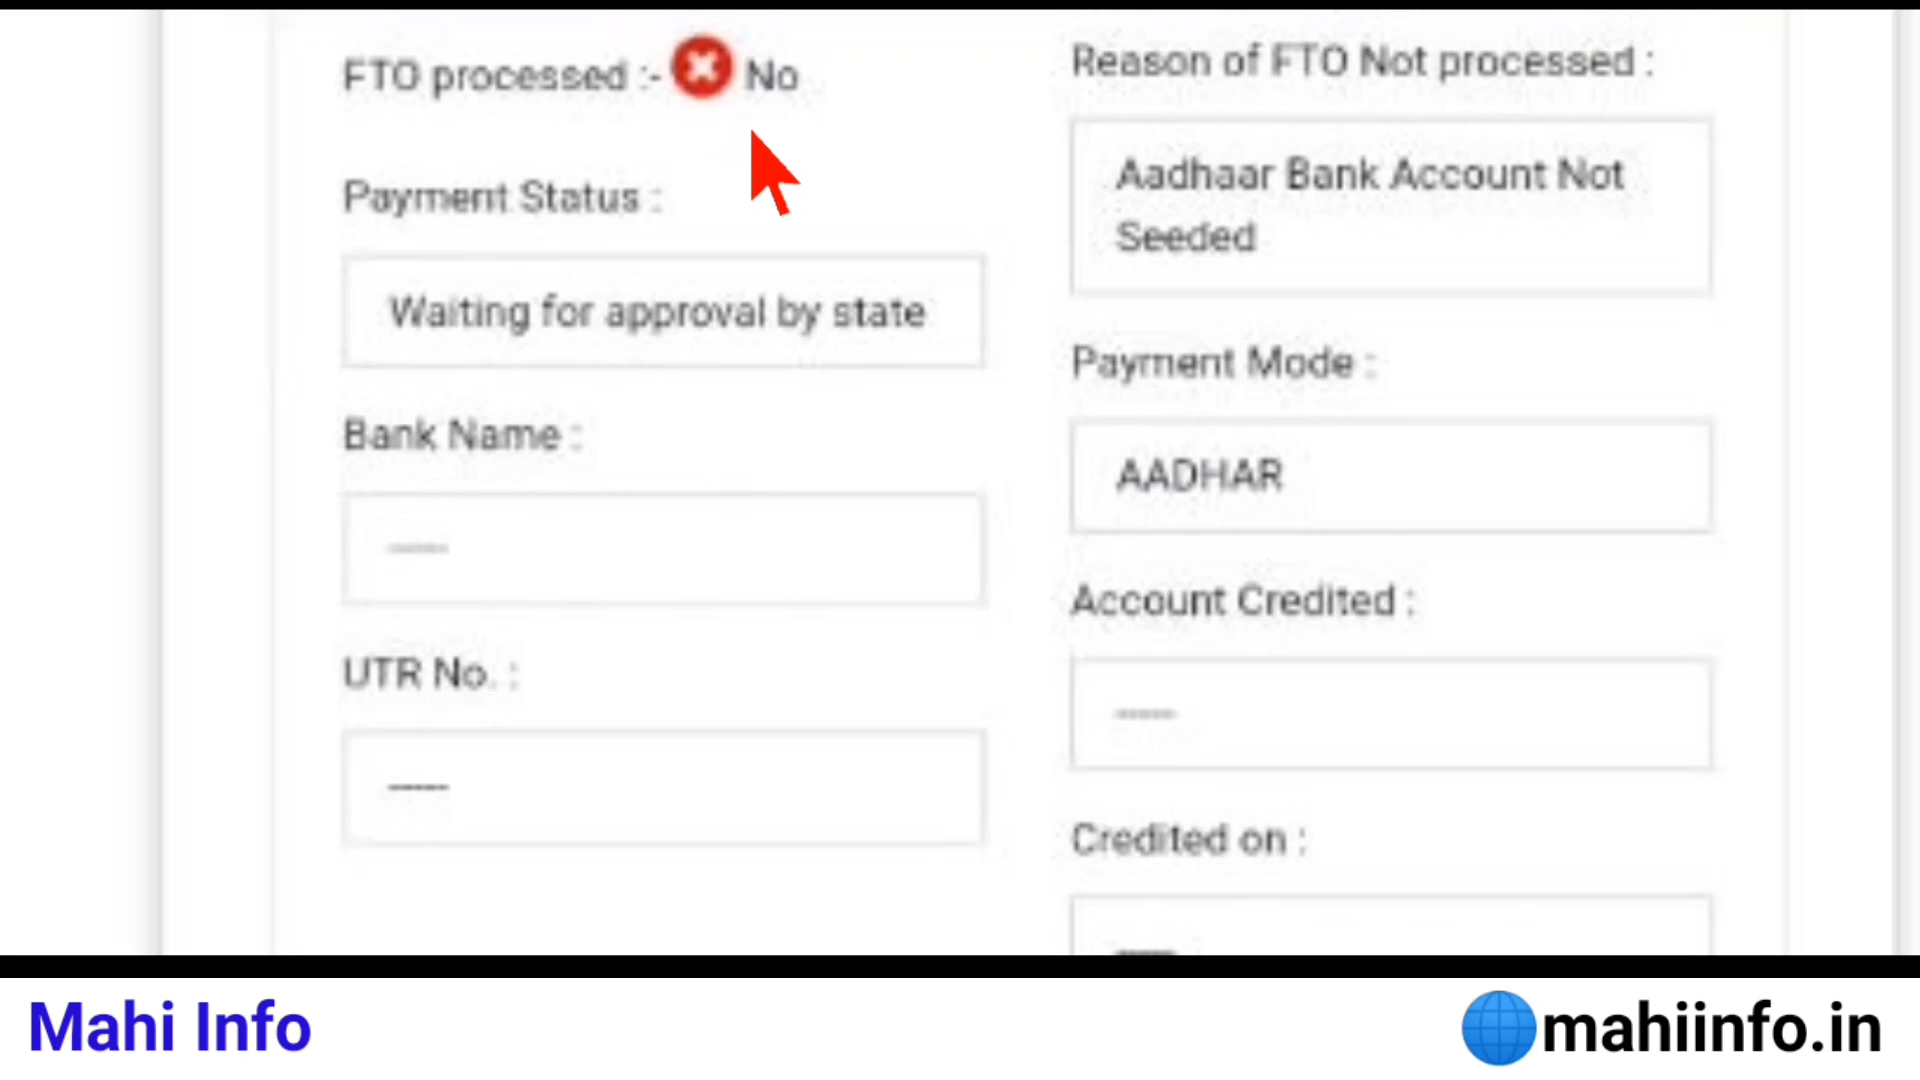 FTO processed :- No
Payment Status :
Waiting for approval by state
Bank Name :
-----
UTR No. :
-----
Reason of FTO Not processed :
Aadhaar Bank Account Not
Seeded
Payment Mode :
AADHAR
Account Credited :
-----
Credited on :
-----
Mahi Info
mahiinfo.in